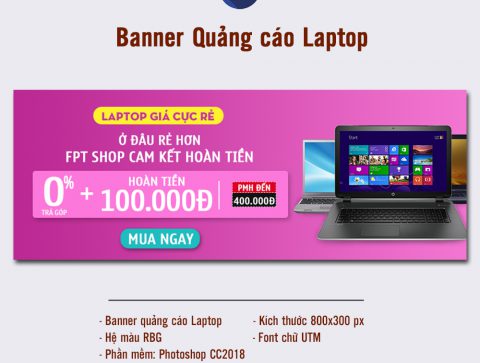 Banner Quảng cáo Laptop
LAPTOP GIÁ CỰC RẺ
Ở ĐÂU RẺ HƠN
FPT SHOP CAM KẾT HOÀN TIỀN
0%
TRẢ GÓP
+
HOÀN TIỀN
100.000Đ
PMH ĐẾN
400.000Đ
MUA NGAY
Start
- Banner quảng cáo Laptop
- Kích thước 800x300 px
- Hệ màu RBG
- Font chữ UTM
- Phần mềm: Photoshop CC2018